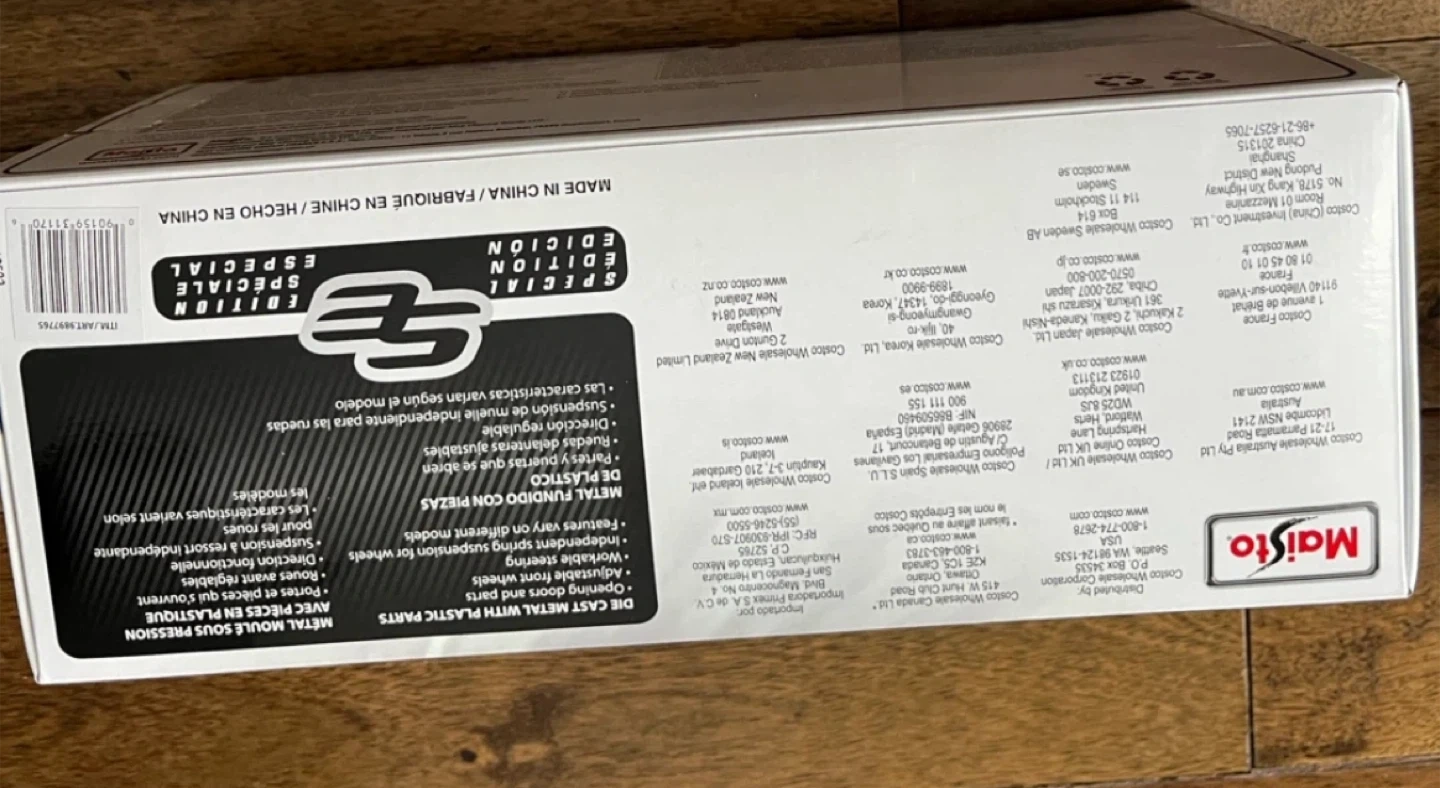 Maisto
Distributed by:
Costco Wholesale Corporation
P.O. Box 34535
Seattle, WA 98124-1535
USA
1-800-774-2678
www.costco.com
Costco Wholesale Canada Ltd.*
415 W. Hunt Club Road
Ottawa, Ontario
K2E 1C5, Canada
1-800-463-3783
www.costco.ca
* faisant affaire au Québec sous
le nom les Entrepôts Costco
Importado por:
Importadora Primex S.A. de C.V.
Blvd. Magnocentro No. 4
San Fernando La Herradura
Huixquilucan, Estado de México
C.P. 52765
RFC: IPR-930907-S70
(55)-5246-5500
www.costco.com.mx
Costco Wholesale Australia Pty Ltd
17-21 Parramatta Road
Lidcombe NSW 2141
Australia
www.costco.com.au
Costco Wholesale UK Ltd /
Costco Online UK Ltd
Hartspring Lane
Watford, Herts
WD25 8JS
United Kingdom
01923 213113
www.costco.co.uk
Costco Wholesale Spain S.L.U.
Polígono Empresarial Los Gavilanes
C/ Agustín de Betancourt, 17
28906 Getafe (Madrid) España
NIF: B86509460
900 111 155
www.costco.es
Costco Wholesale Iceland ehf.
Kauptún 3-7, 210 Gardabaer
Iceland
www.costco.is
Costco France
1 avenue de Bréhat
91140 Villebon-sur-Yvette
France
01 80 45 01 10
www.costco.fr
Costco Wholesale Japan Ltd.
2 Kakuchi, 2 Gaiku, Kaneda-Nishi
361 Urikura, Kisarazu shi
Chiba, 292-0007 Japan
0570-200-800
www.costco.co.jp
Costco Wholesale Korea, Ltd.
40, Iljik-ro
Gwangmyeong-si
Gyeonggi-do, 14347, Korea
1899-9900
www.costco.co.kr
Costco Wholesale New Zealand Limited
2 Gunton Drive
Westgate
Auckland 0814
New Zealand
www.costco.co.nz
Costco (China) Investment Co., Ltd.
Room 01 Mezzanine
No. 5178, Kang Xin Highway
Pudong New District
Shanghai
China 201315
+86-21-6257-7065
Costco Wholesale Sweden AB
Box 614
114 11 Stockholm
Sweden
www.costco.se
DIE CAST METAL WITH PLASTIC PARTS
• Opening doors and parts
• Adjustable front wheels
• Workable steering
• Independent spring suspension for wheels
• Features vary on different models
METAL FUNDIDO CON PIEZAS
DE PLÁSTICO
• Partes y puertas que se abren
• Ruedas delanteras ajustables
• Dirección regulable
• Suspensión de muelle independiente para las ruedas
• Las características varían según el modelo
MÉTAL MOULÉ SOUS PRESSION
AVEC PIÈCES EN PLASTIQUE
• Portes et pièces qui s'ouvrent
• Roues avant réglables
• Direction fonctionnelle
• Suspension à ressort indépendante
pour les roues
• Les caractéristiques varient selon
les modèles
SE
SPECIAL EDITION
ÉDITION SPÉCIALE
EDICIÓN ESPECIAL
MADE IN CHINA / FABRIQUÉ EN CHINE / HECHO EN CHINA
ITM./ART.9897765
0 90159 31170 6